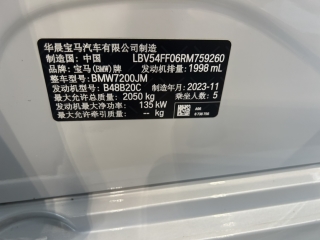 华晨宝马汽车有限公司制造
制造国: 中国 LBV54FF06RM759260
品牌: 宝马(BMW)牌 发动机排量: 1998 mL
整车型号: BMW7200JM
发动机型号: B48B20C 制造年月: 2023-11
最大允许总质量: 2050 kg 乘坐人数: 5
发动机最大净功率: 135 kW
最大允许牵引质量: - kg